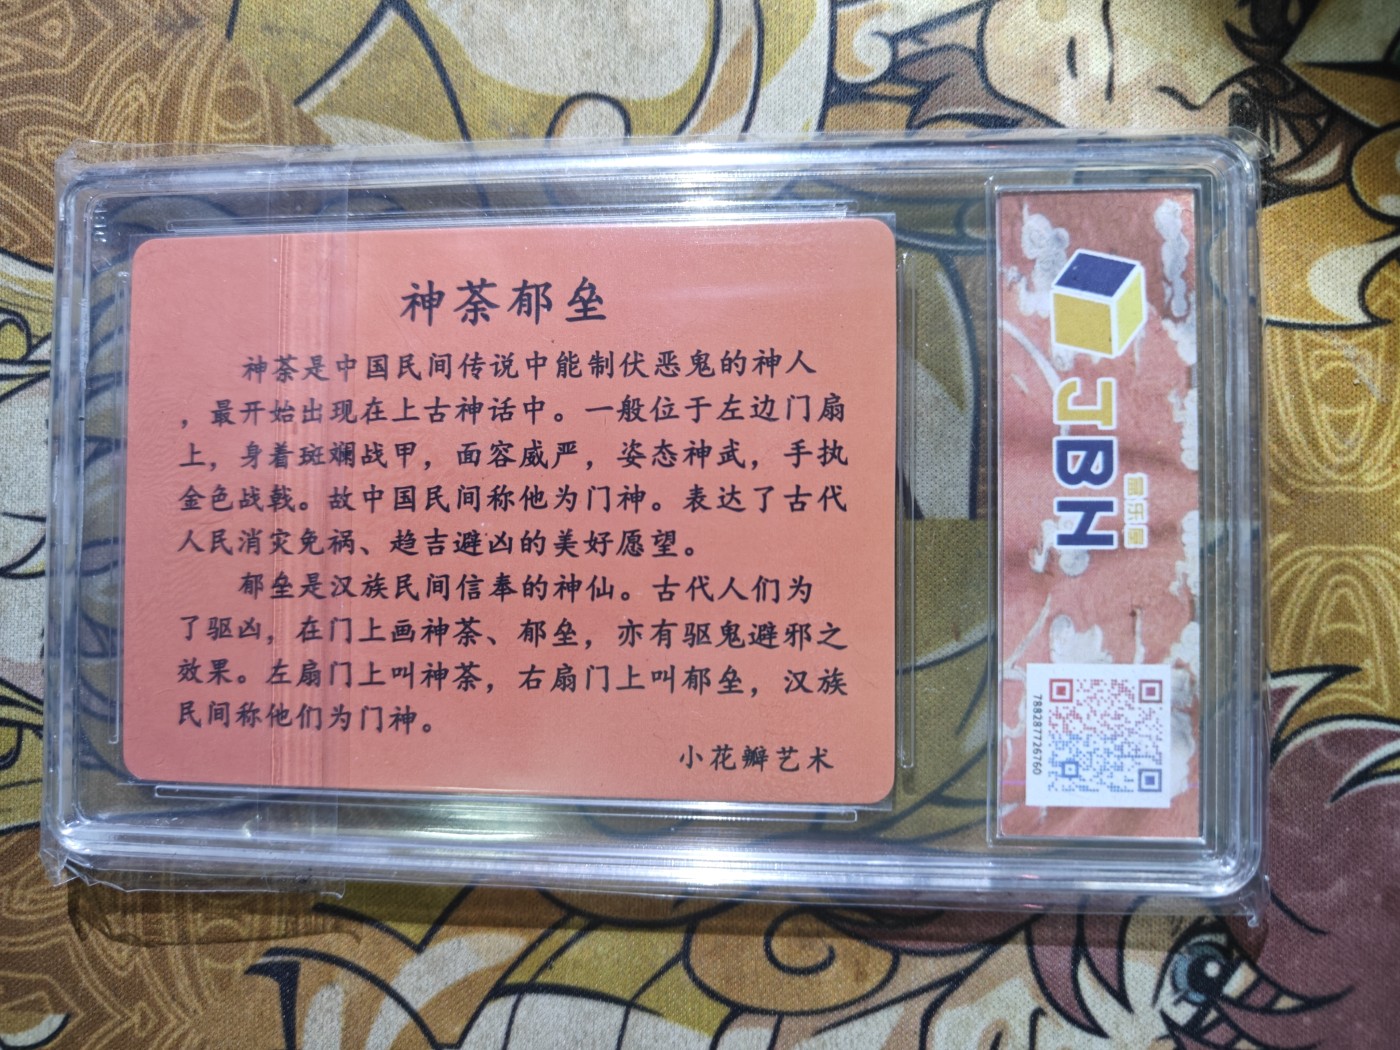 神荼郁垒
神荼是中国民间传说中能制伏恶鬼的神人
，最开始出现在上古神话中。一般位于左边门扇
上，身着斑斓战甲，面容威严，姿态神武，手执
金色战戟。故中国民间称他为门神。表达了古代
人民消灾免祸、趋吉避凶的美好愿望。
郁垒是汉族民间信奉的神仙。古代人们为
了驱凶，在门上画神荼、郁垒，亦有驱鬼避邪之
效果。左扇门上叫神荼，右扇门上叫郁垒，汉族
民间称他们为门神。
小花瓣艺术
JBH
788287726760